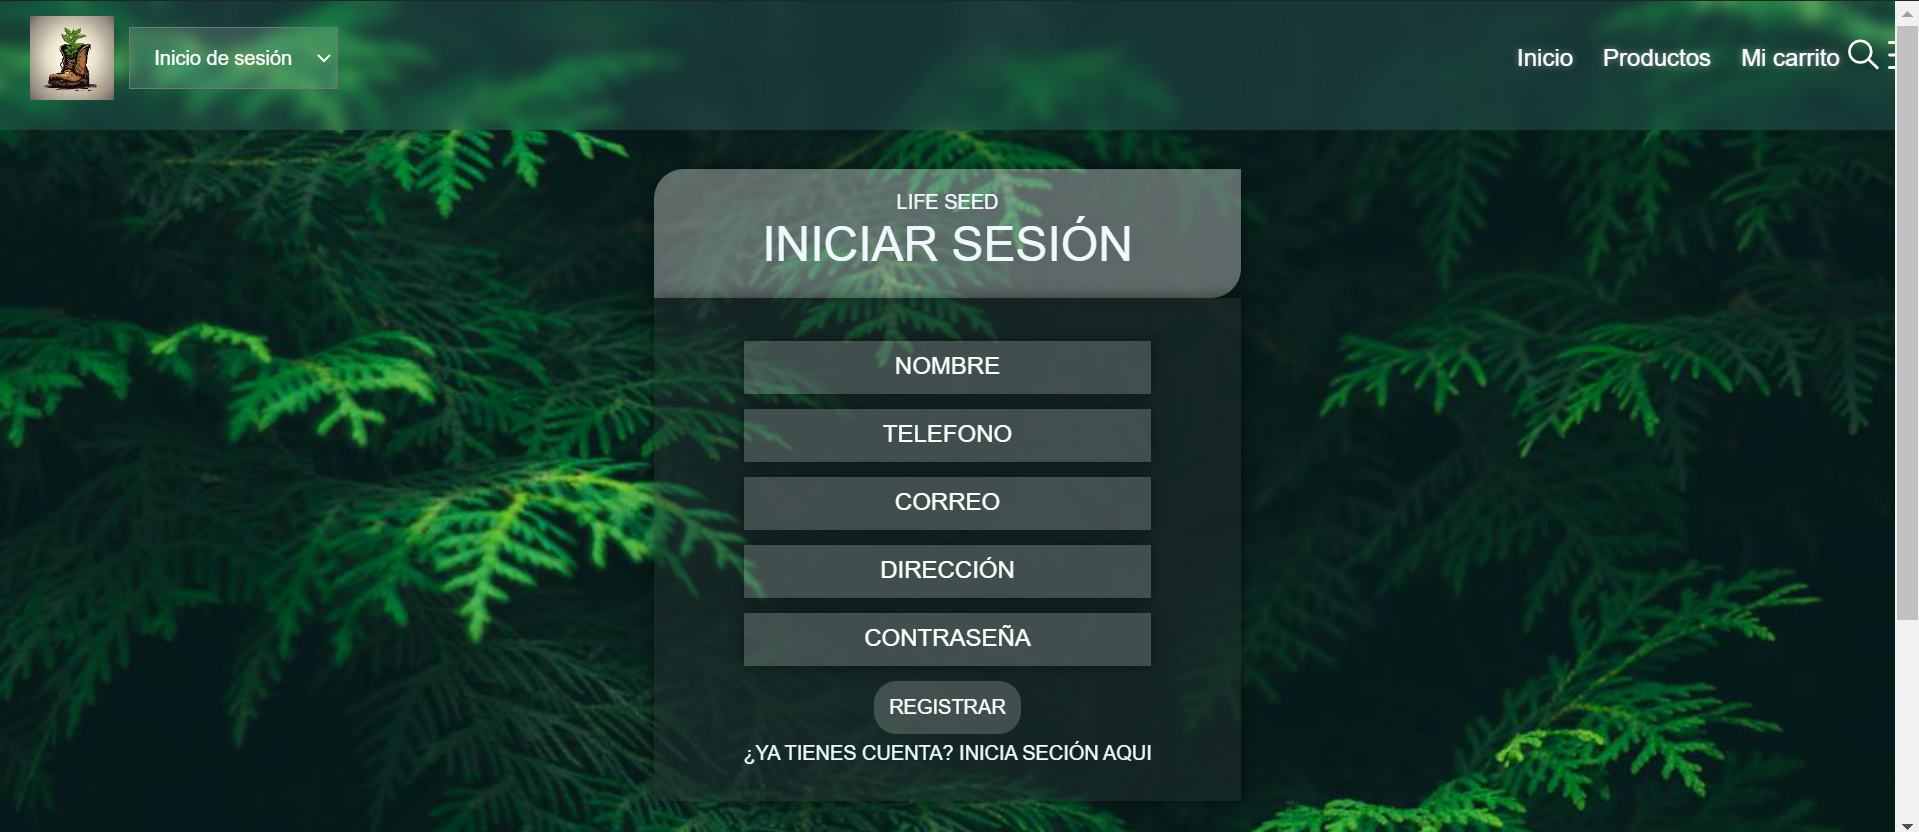 Inicio de sesión
Inicio Productos Mi carrito
LIFE SEED
INICIAR SESIÓN
NOMBRE
TELEFONO
CORREO
DIRECCIÓN
CONTRASEÑA
REGISTRAR
¿YA TIENES CUENTA? INICIA SECIÓN AQUI